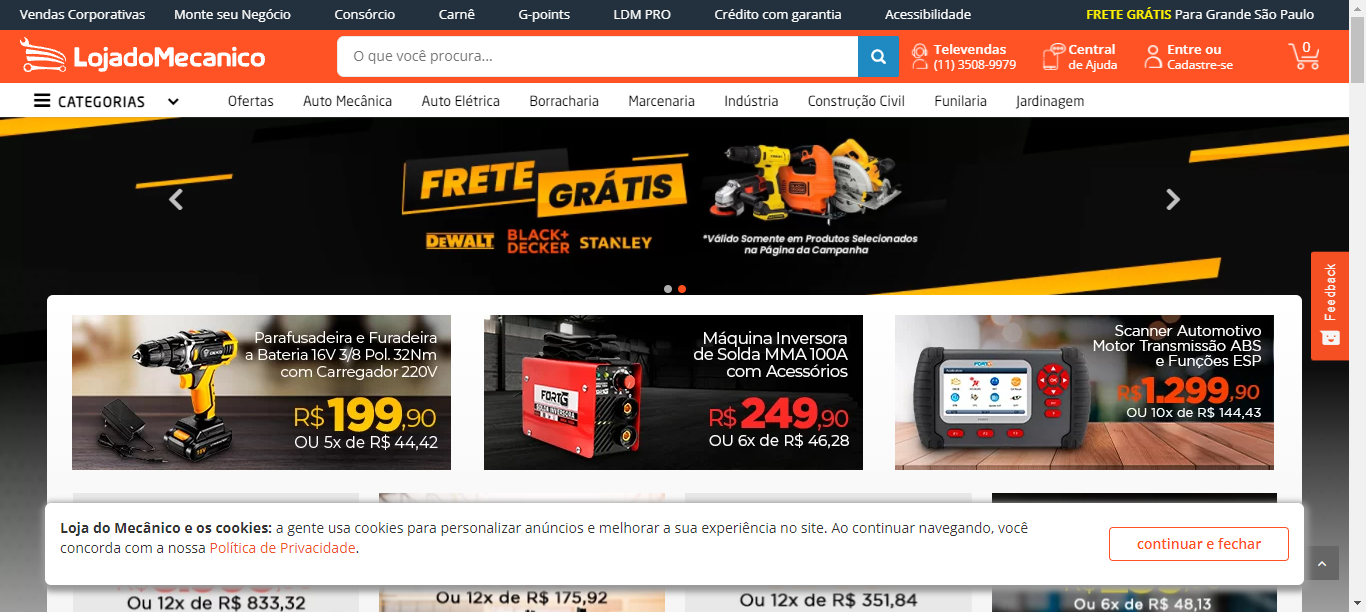 Vendas Corporativas Monte seu Negócio Consórcio Carnê G-points LDM PRO Crédito com garantia Acessibilidade FRETE GRÁTIS Para Grande São Paulo
LojadoMecanico
O que você procura...
Televendas
(11) 3508-9979
Central
de Ajuda
Entre ou
Cadastre-se
0
CATEGORIAS Ofertas Auto Mecânica Auto Elétrica Borracharia Marcenaria Indústria Construção Civil Funilaria Jardinagem
FRETE GRÁTIS
DEWALT BLACK+
DECKER STANLEY
*Válido Somente em Produtos Selecionados
na Página da Campanha
Feedback
Parafusadeira e Furadeira
a Bateria 16V 3/8 Pol. 32Nm
com Carregador 220V
R$ 199,90
OU 5x de R$ 44,42
Máquina Inversora
de Solda MMA 100A
com Acessórios
FORTG
SOLDA INVERSORA
R$ 249,90
OU 6x de R$ 46,28
Scanner Automotivo
Motor Transmissão ABS
e Funções ESP
R$ 1.299,90
OU 10x de R$ 144,43
Loja do Mecânico e os cookies: a gente usa cookies para personalizar anúncios e melhorar a sua experiência no site. Ao continuar navegando, você
concorda com a nossa Política de Privacidade.
continuar e fechar
Ou 12x de R$ 833,32
Ou 12x de R$ 175,92
Ou 12x de R$ 351,84
Ou 6x de R$ 48,13